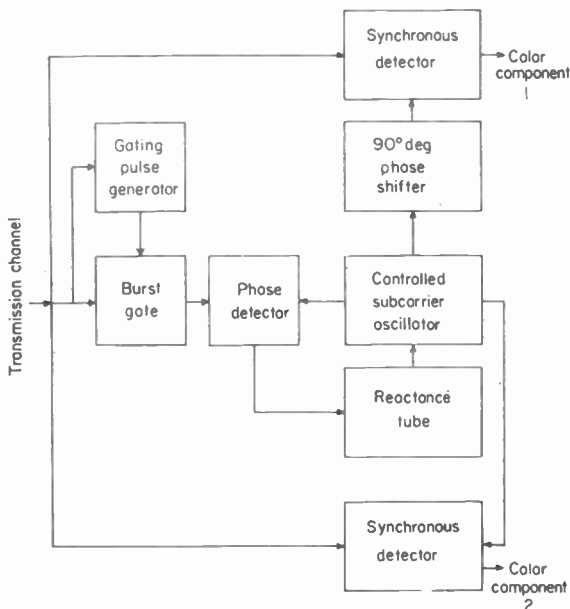 Synchronous
detector
Color
component
1
Gating
pulse
generator
90° deg
phase
shifter
Transmission channel
Burst
gate
Phase
detector
Controlled
subcarrier
oscillator
Reactance
tube
Synchronous
detector
Color
component
2